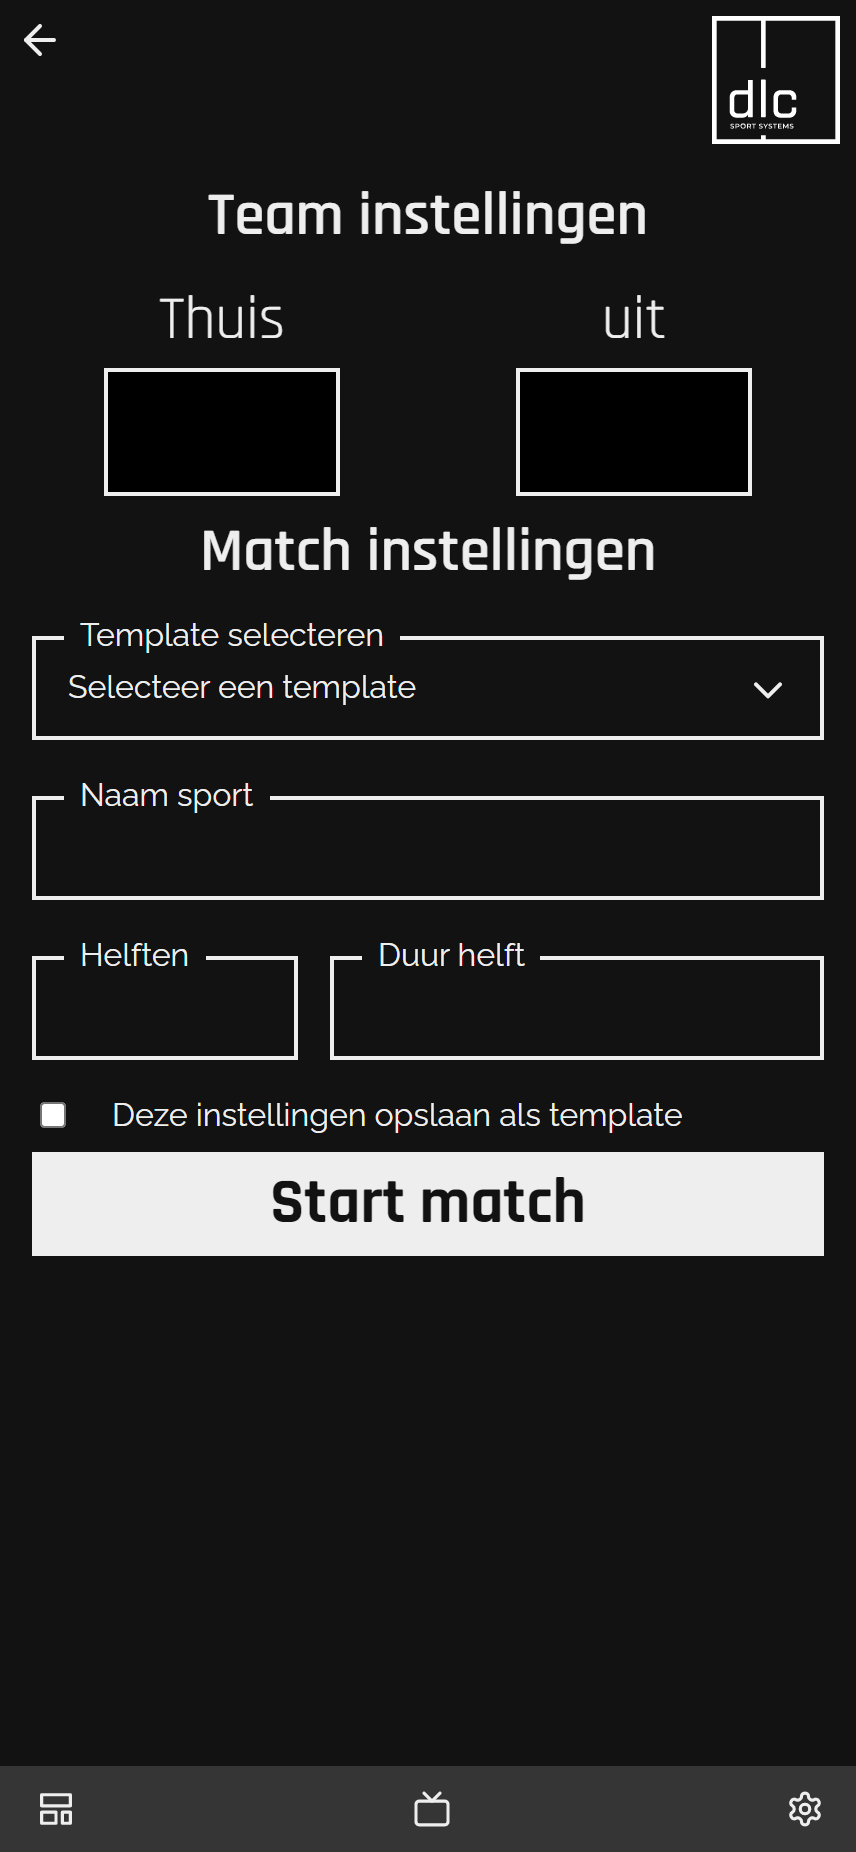 dlc
SPORT SYSTEMS
Team instellingen
Thuis
uit
Match instellingen
Template selecteren
Selecteer een template
Naam sport
Helften
Duur helft
Deze instellingen opslaan als template
Start match